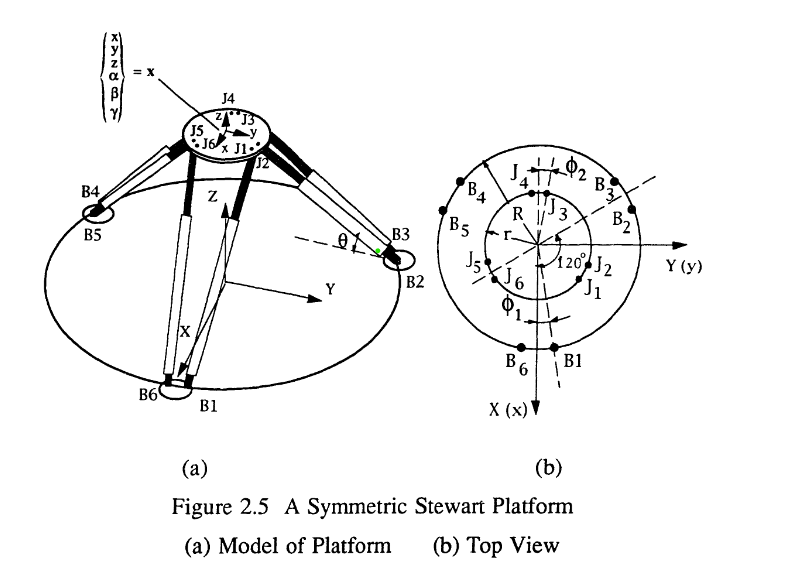 x
y
z
α
β
γ
= x
J4
z
J3
J5
y
J6
x
J1
J2
B4
B5
Z
θ
B3
B2
Y
X
B6
B1
J4
ϕ2
B4
B3
R
J3
B5
B2
r
120°
Y (y)
J5
J2
J6
J1
ϕ1
B6
B1
X (x)
(a)
(b)
Figure 2.5 A Symmetric Stewart Platform
(a) Model of Platform (b) Top View